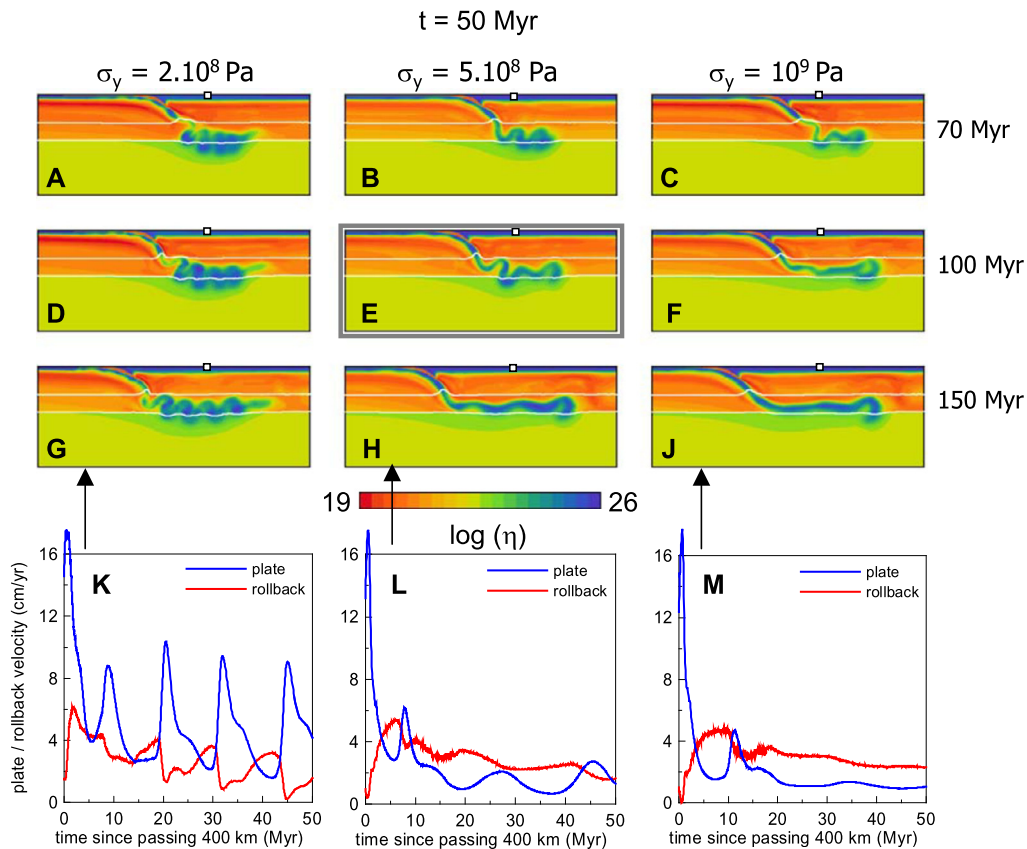 t = 50 Myr
σy = 2.10⁸ Pa
σy = 5.10⁸ Pa
σy = 10⁹ Pa
A
B
C
70 Myr
D
E
F
100 Myr
G
H
J
150 Myr
19
26
log (η)
plate / rollback velocity (cm/yr)
16
12
8
4
0
K
plate
rollback
0
10
20
30
40
50
time since passing 400 km (Myr)
16
12
8
4
0
L
plate
rollback
0
10
20
30
40
50
time since passing 400 km (Myr)
16
12
8
4
0
M
plate
rollback
0
10
20
30
40
50
time since passing 400 km (Myr)